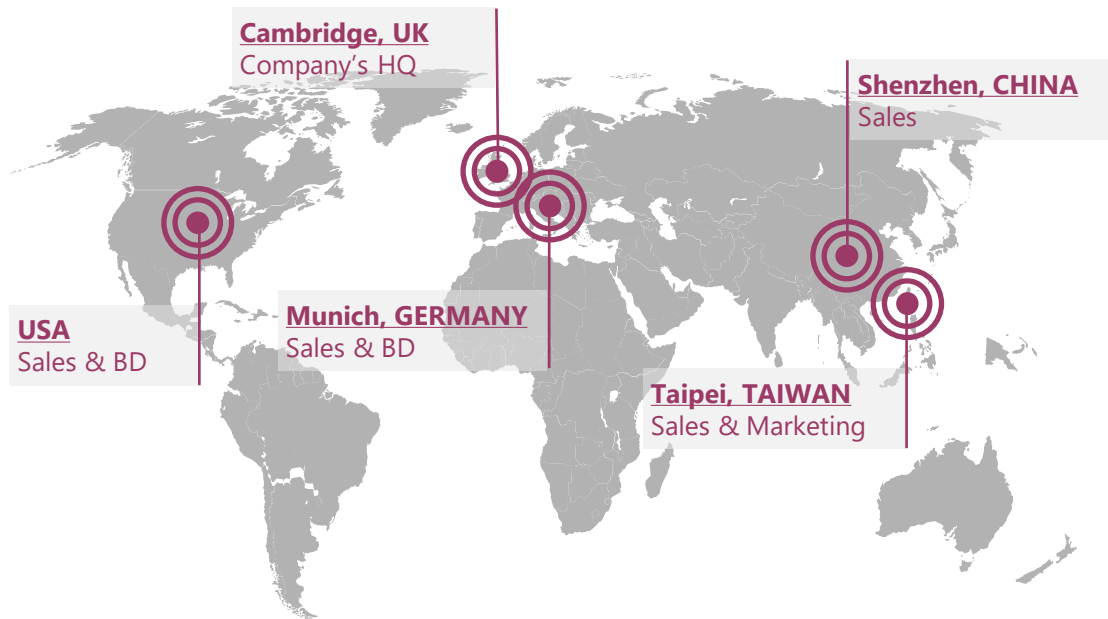 Cambridge, UK
Company's HQ
Shenzhen, CHINA
Sales
USA
Sales & BD
Munich, GERMANY
Sales & BD
Taipei, TAIWAN
Sales & Marketing